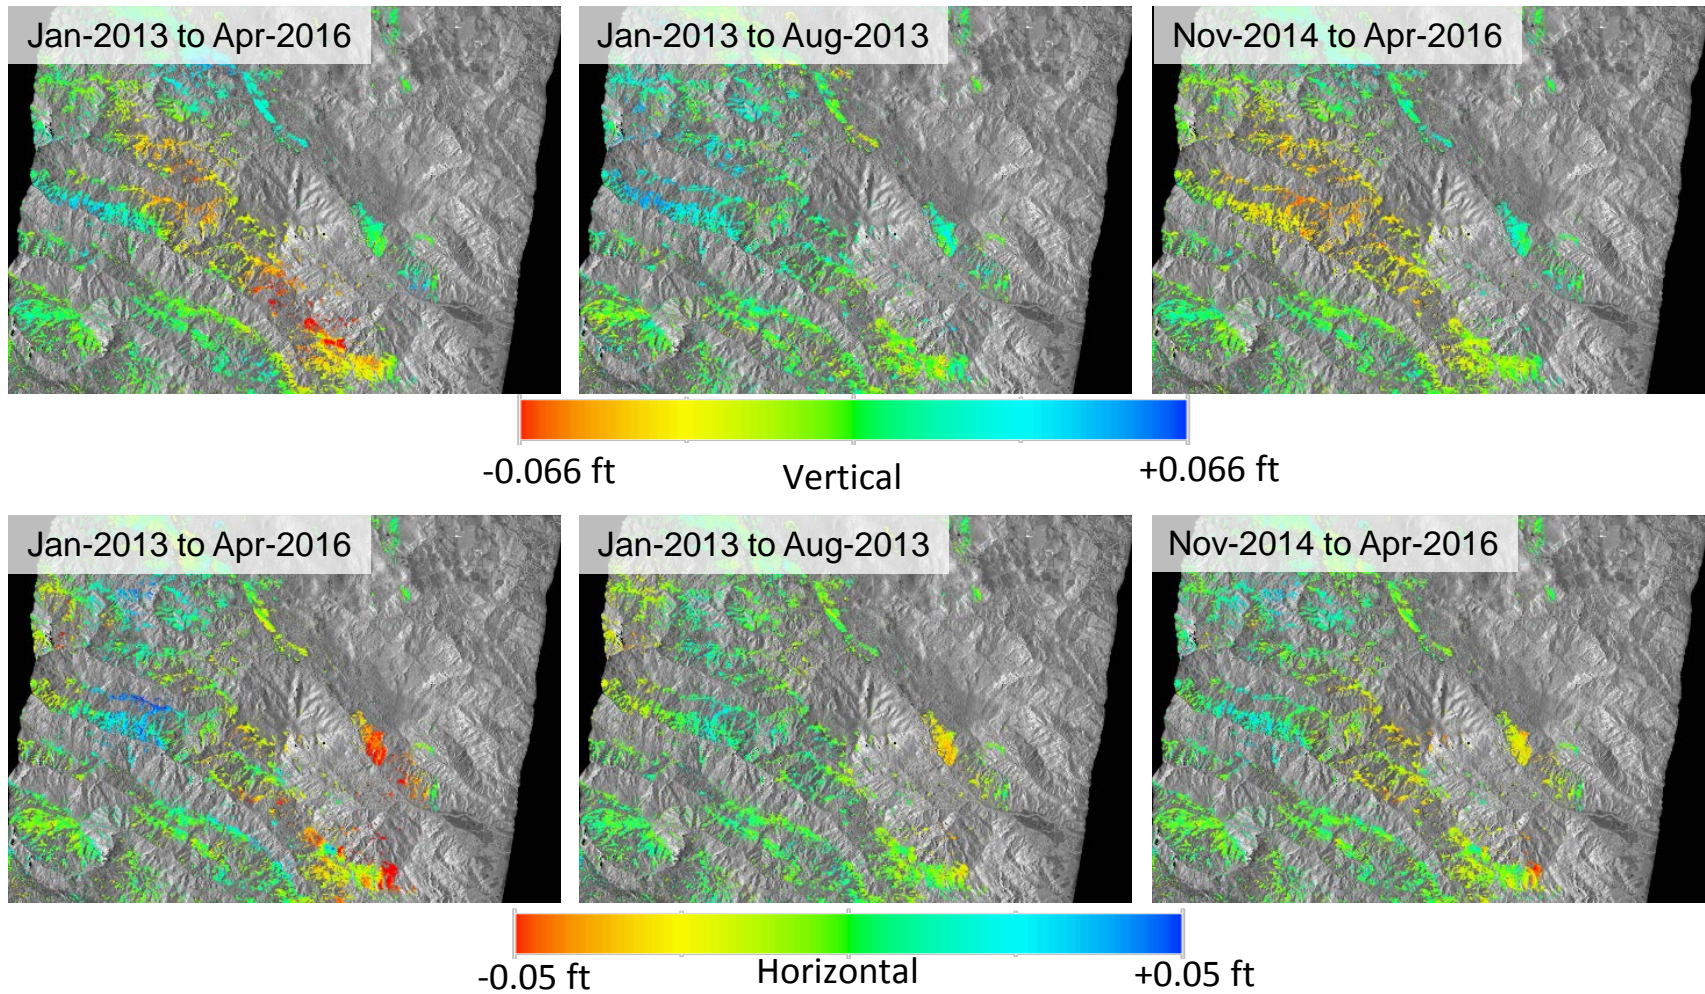 Jan-2013 to Apr-2016
Jan-2013 to Aug-2013
Nov-2014 to Apr-2016
-0.066 ft
Vertical
+0.066 ft
Jan-2013 to Apr-2016
Jan-2013 to Aug-2013
Nov-2014 to Apr-2016
-0.05 ft
Horizontal
+0.05 ft